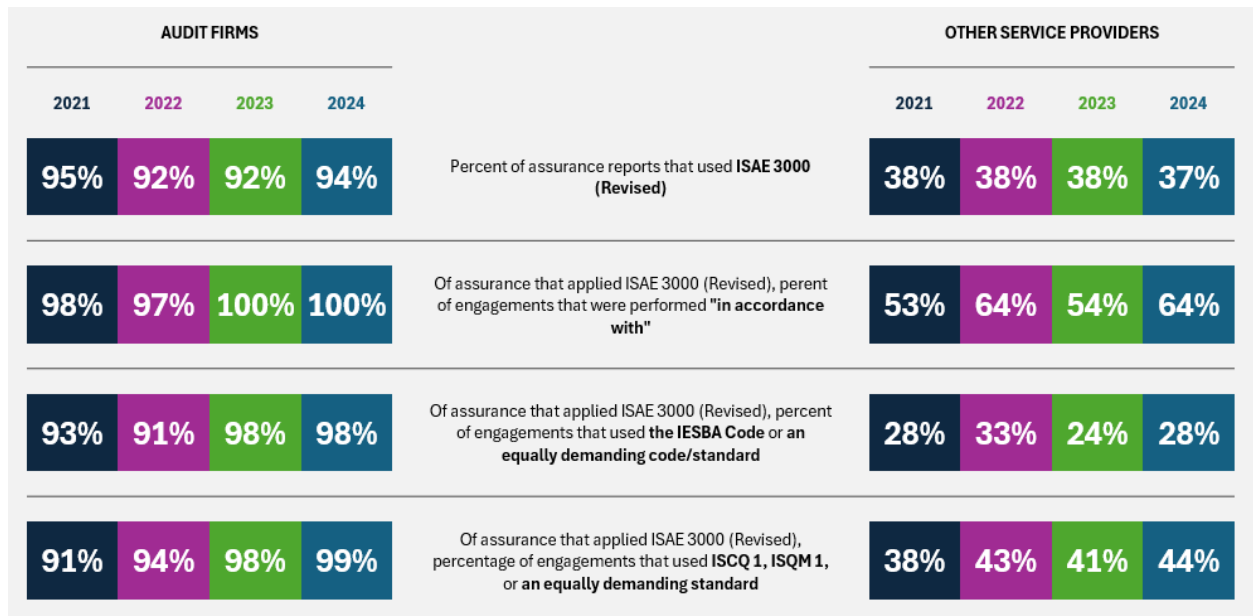 AUDIT FIRMS
OTHER SERVICE PROVIDERS
2021 2022 2023 2024
2021 2022 2023 2024
95% 92% 92% 94%
Percent of assurance reports that used ISAE 3000
(Revised)
38% 38% 38% 37%
98% 97% 100% 100%
Of assurance that applied ISAE 3000 (Revised), perent
of engagements that were performed "in accordance
with"
53% 64% 54% 64%
93% 91% 98% 98%
Of assurance that applied ISAE 3000 (Revised), percent
of engagements that used the IESBA Code or an
equally demanding code/standard
28% 33% 24% 28%
91% 94% 98% 99%
Of assurance that applied ISAE 3000 (Revised),
percentage of engagements that used ISCQ 1, ISQM 1,
or an equally demanding standard
38% 43% 41% 44%